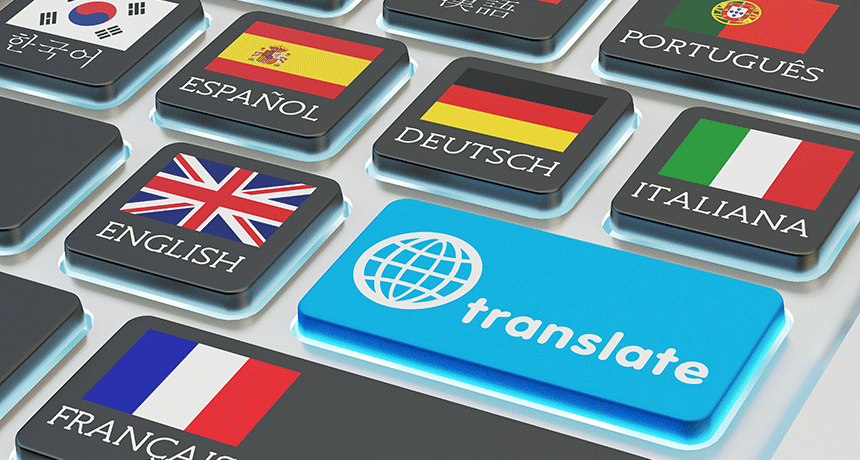 한국어
ESPAÑOL
PORTUGUÊS
DEUTSCH
ITALIANA
ENGLISH
translate
FRANÇAIS